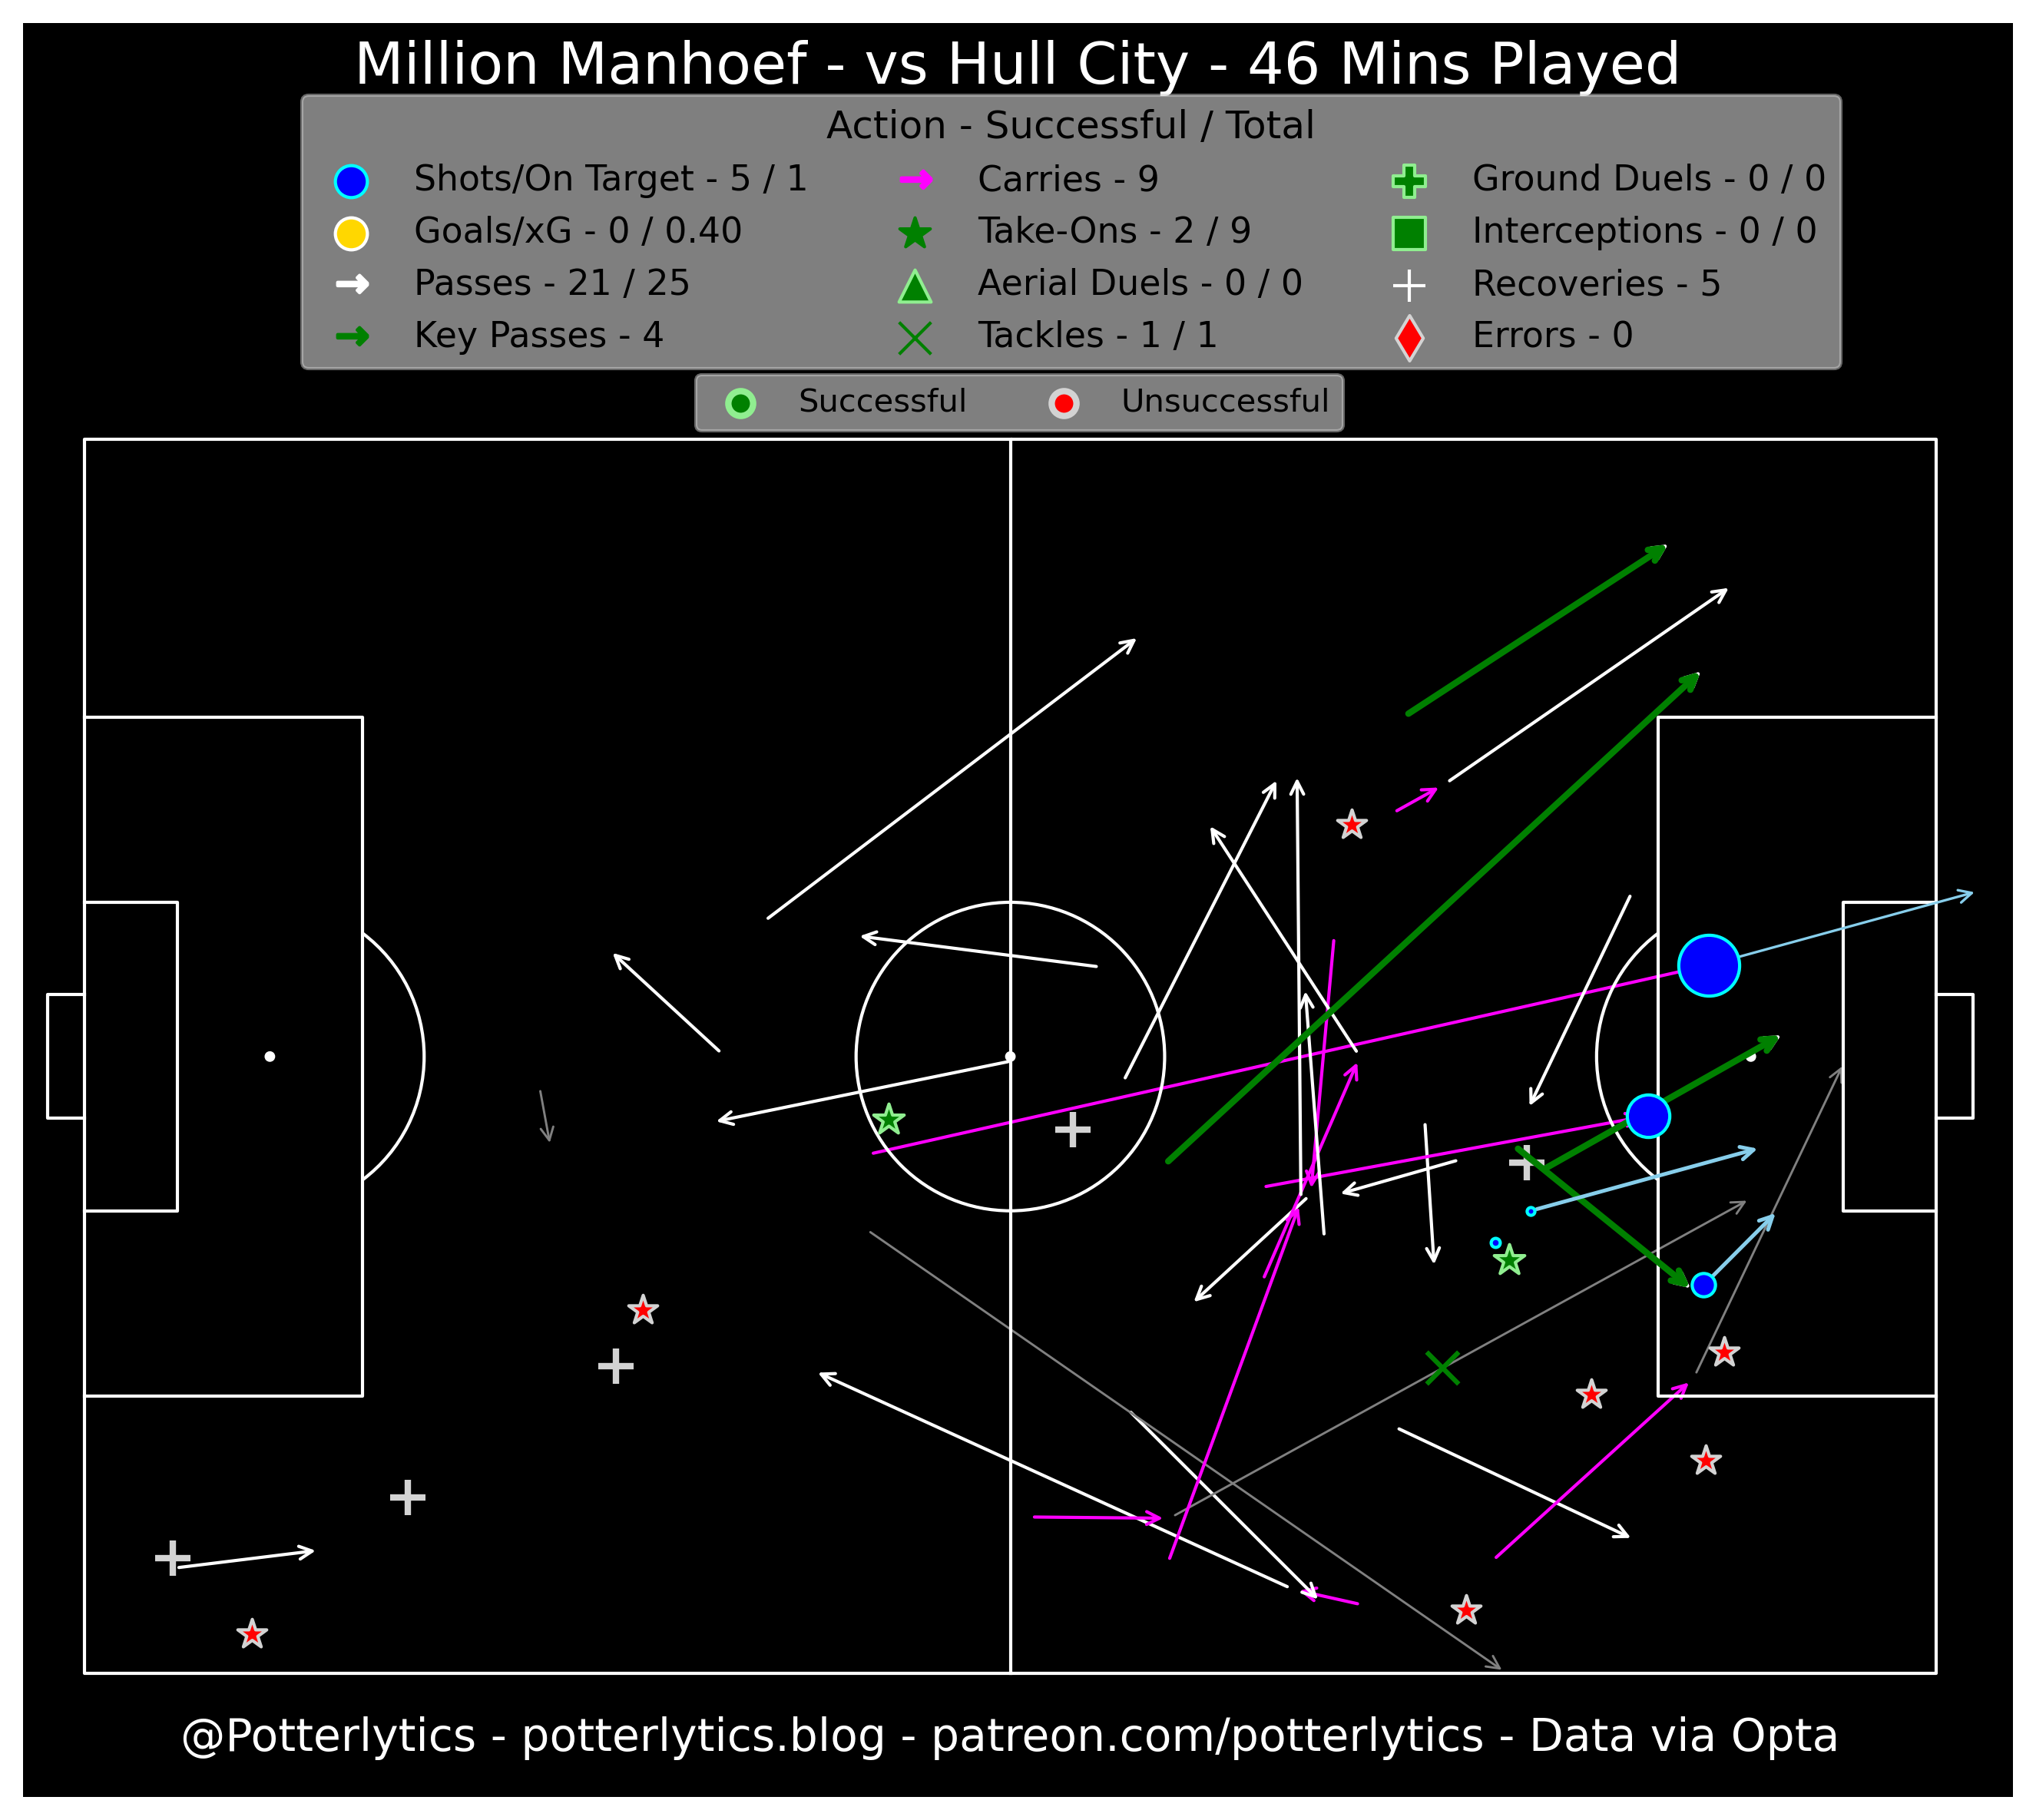 Million Manhoef - vs Hull City - 46 Mins Played
Action - Successful / Total
Shots/On Target - 5 / 1
Goals/xG - 0 / 0.40
Passes - 21 / 25
Key Passes - 4
Carries - 9
Take-Ons - 2 / 9
Aerial Duels - 0 / 0
Tackles - 1 / 1
Ground Duels - 0 / 0
Interceptions - 0 / 0
Recoveries - 5
Errors - 0
Successful
Unsuccessful
@Potterlytics - potterlytics.blog - patreon.com/potterlytics - Data via Opta